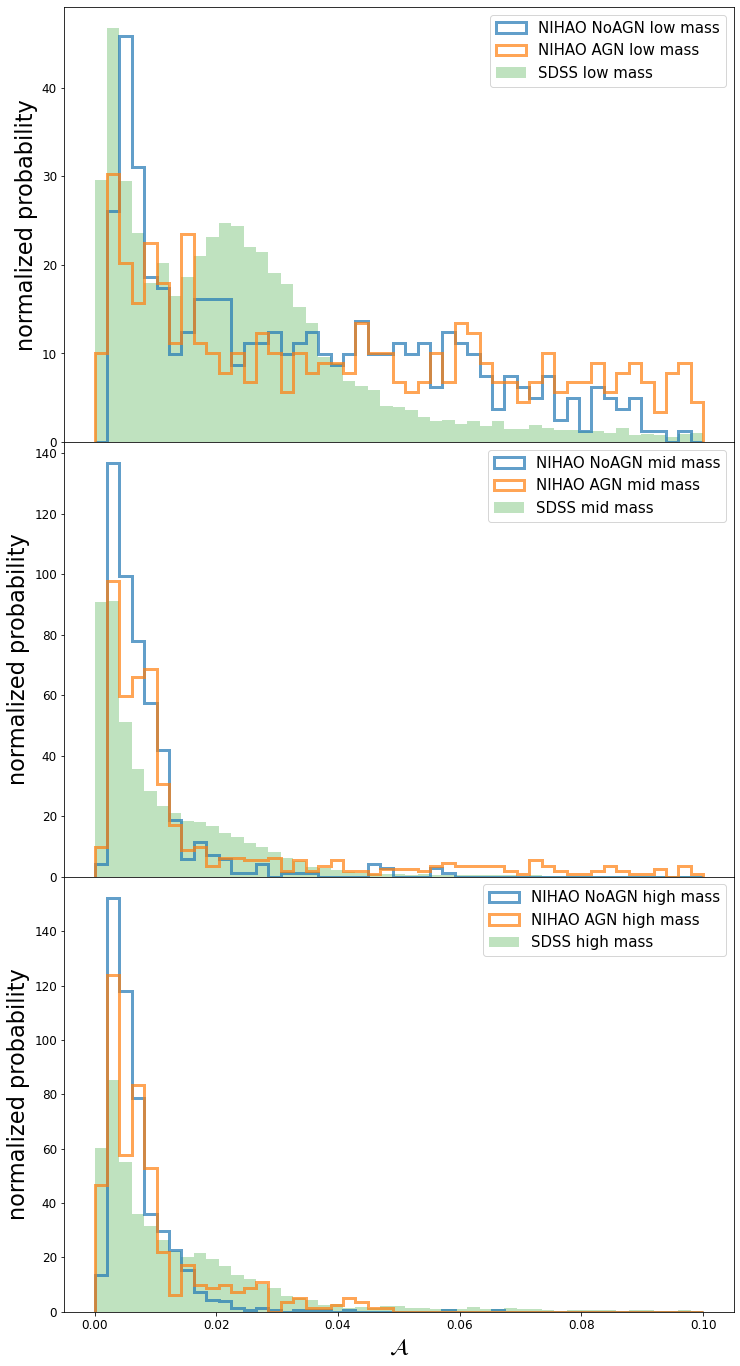 NIHAO NoAGN low mass
NIHAO AGN low mass
SDSS low mass
normalized probability
40
30
20
10
0
NIHAO NoAGN mid mass
NIHAO AGN mid mass
SDSS mid mass
normalized probability
140
120
100
80
60
40
20
0
NIHAO NoAGN high mass
NIHAO AGN high mass
SDSS high mass
normalized probability
140
120
100
80
60
40
20
0
0.00 0.02 0.04 0.06 0.08 0.10
𝒜